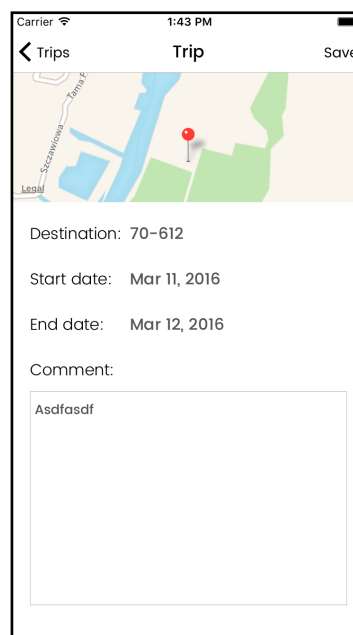 Carrier 1:43 PM
Trips Trip Save
Tama P
Szczawiowa
Legal
Destination: 70-612
Start date: Mar 11, 2016
End date: Mar 12, 2016
Comment:
Asdfasdf